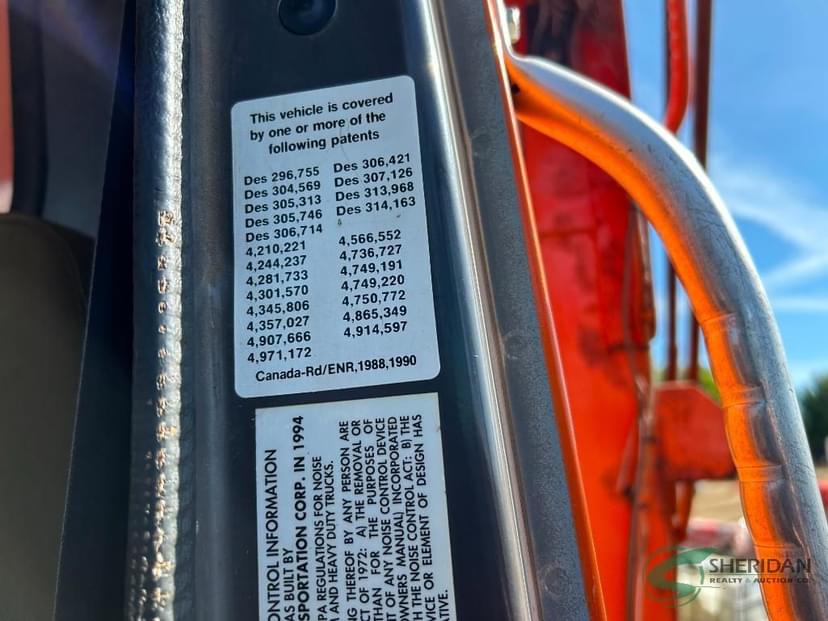 This vehicle is covered
by one or more of the
following patents
Des 296,755
Des 304,569
Des 305,313
Des 305,746
Des 306,714
4,210,221
4,244,237
4,281,733
4,301,570
4,345,806
4,357,027
4,907,666
4,971,172
Des 306,421
Des 307,126
Des 313,968
Des 314,163
4,566,552
4,736,727
4,749,191
4,749,220
4,750,772
4,865,349
4,914,597
Canada-Rd/ENR,1988,1990
ONTROL INFORMATION
AS BUILT BY
SPORTATION CORP. IN 1994
PA REGULATIONS FOR NOISE
M AND HEAVY DUTY TRUCKS.
NG THEREOF BY ANY PERSON ARE
CT OF 1972: A) THE REMOVAL OR
THAN FOR THE PURPOSES OF
T OF ANY NOISE CONTROL DEVICE
OWNERS MANUAL) INCORPORATED
H THE NOISE CONTROL ACT: B) THE
VICE OR ELEMENT OF DESIGN HAS
ATIVE.
SHERIDAN
REALTY & AUCTION CO.